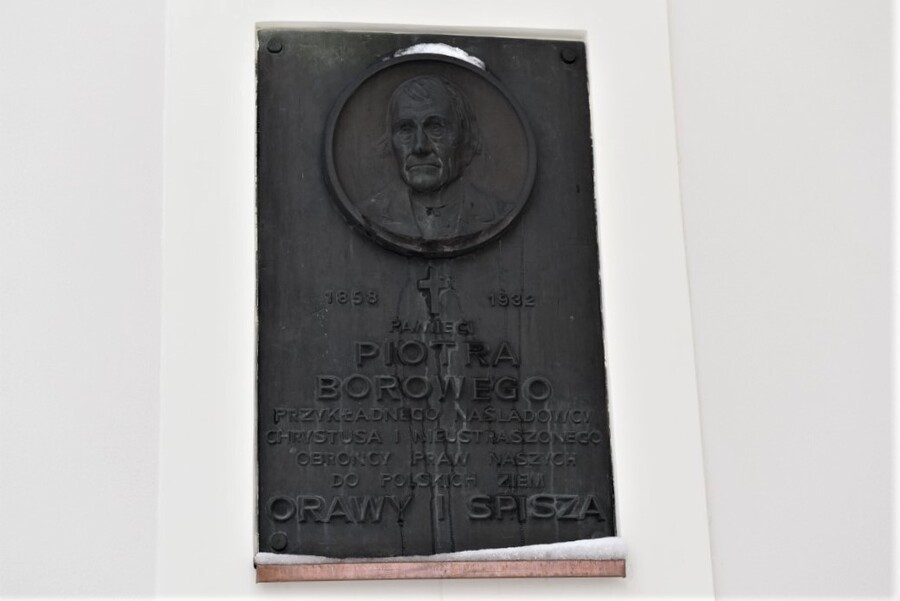 1858 1932
PAMIĘCI
PIOTRA
BOROWEGO
PRZYKŁADNEGO NAŚLADOWCY
CHRYSTUSA I NIEUSTRASZONEGO
OBROŃCY PRAW NASZYCH
DO POLSKICH ZIEM
ORAWY I SPISZA